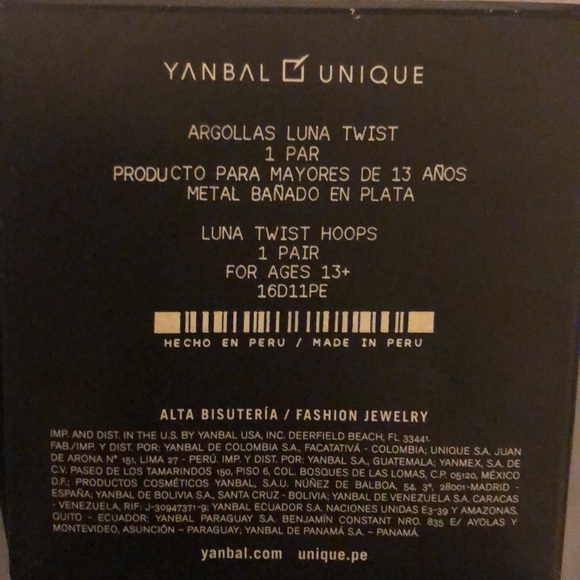 YANBAL UNIQUE
ARGOLLAS LUNA TWIST
1 PAR
PRODUCTO PARA MAYORES DE 13 AÑOS
METAL BAÑADO EN PLATA
LUNA TWIST HOOPS
1 PAIR
FOR AGES 13+
16D11PE
HECHO EN PERU / MADE IN PERU
ALTA BISUTERÍA / FASHION JEWELRY
IMP. AND DIST. IN THE U.S. BY YANBAL USA, INC. DEERFIELD BEACH, FL 33441.
FAB./IMP. Y DIST. POR: YANBAL DE COLOMBIA S.A., FACATATIVÁ - COLOMBIA; UNIQUE S.A. JUAN
DE ARONA N° 151, LIMA 27 - PERÚ. IMP. Y DIST. POR: YANBAL S.A., GUATEMALA; YANMEX, S.A. DE
C.V. PASEO DE LOS TAMARINDOS 150, PISO 6, COL. BOSQUES DE LAS LOMAS, C.P. 05120, MÉXICO
D.F.; PRODUCTOS COSMÉTICOS YANBAL, S.A.U. NÚÑEZ DE BALBOA, 54, 3°, 28001-MADRID -
ESPAÑA; YANBAL DE BOLIVIA S.A., SANTA CRUZ - BOLIVIA; YANBAL DE VENEZUELA S.A. CARACAS
- VENEZUELA, RIF: J-30947371-9; YANBAL ECUADOR S.A. NACIONES UNIDAS E3-39 Y AMAZONAS,
QUITO - ECUADOR; YANBAL PARAGUAY S.A. BENJAMÍN CONSTANT NRO. 835 E/ AYOLAS Y
MONTEVIDEO, ASUNCIÓN - PARAGUAY; YANBAL DE PANAMÁ S.A. - PANAMÁ.
yanbal.com unique.pe